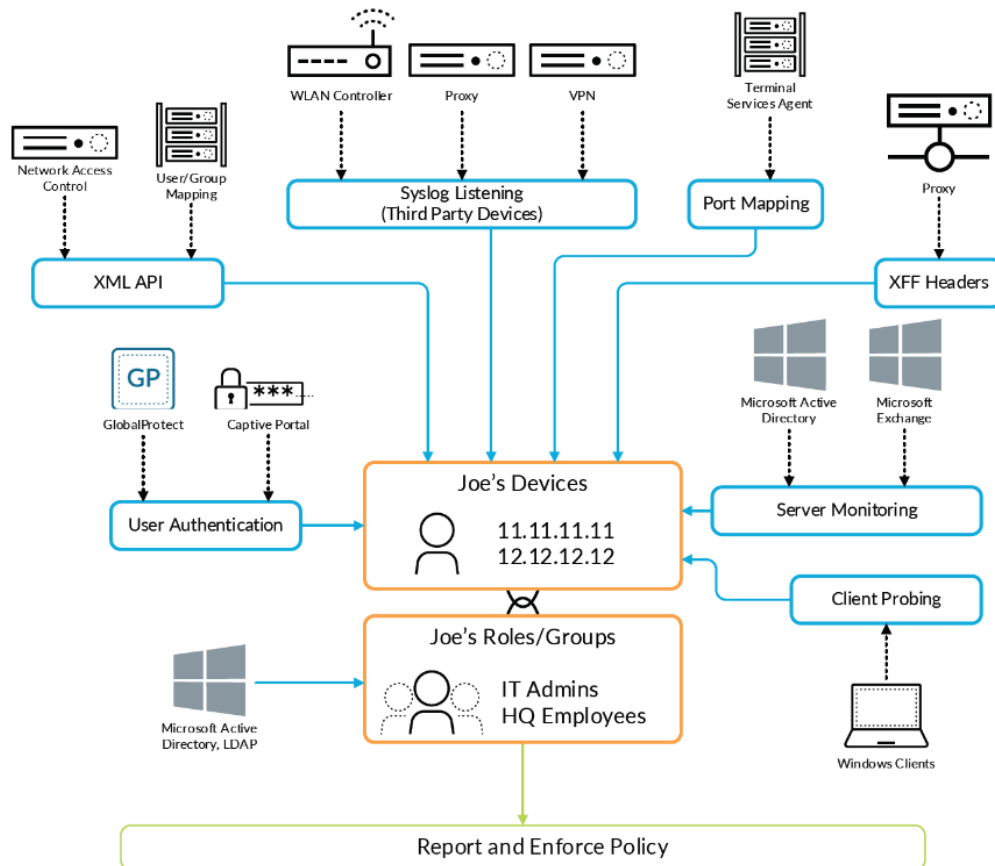 WLAN Controller
Proxy
VPN
Terminal
Services Agent
Network Access
Control
User/Group
Mapping
Proxy
Syslog Listening
(Third Party Devices)
Port Mapping
XML API
XFF Headers
GP
GlobalProtect
***
Captive Portal
Microsoft Active
Directory
Microsoft
Exchange
User Authentication
Joe's Devices
11.11.11.11
12.12.12.12
Server Monitoring
Client Probing
Joe's Roles/Groups
IT Admins
HQ Employees
Microsoft Active
Directory, LDAP
Windows Clients
Report and Enforce Policy